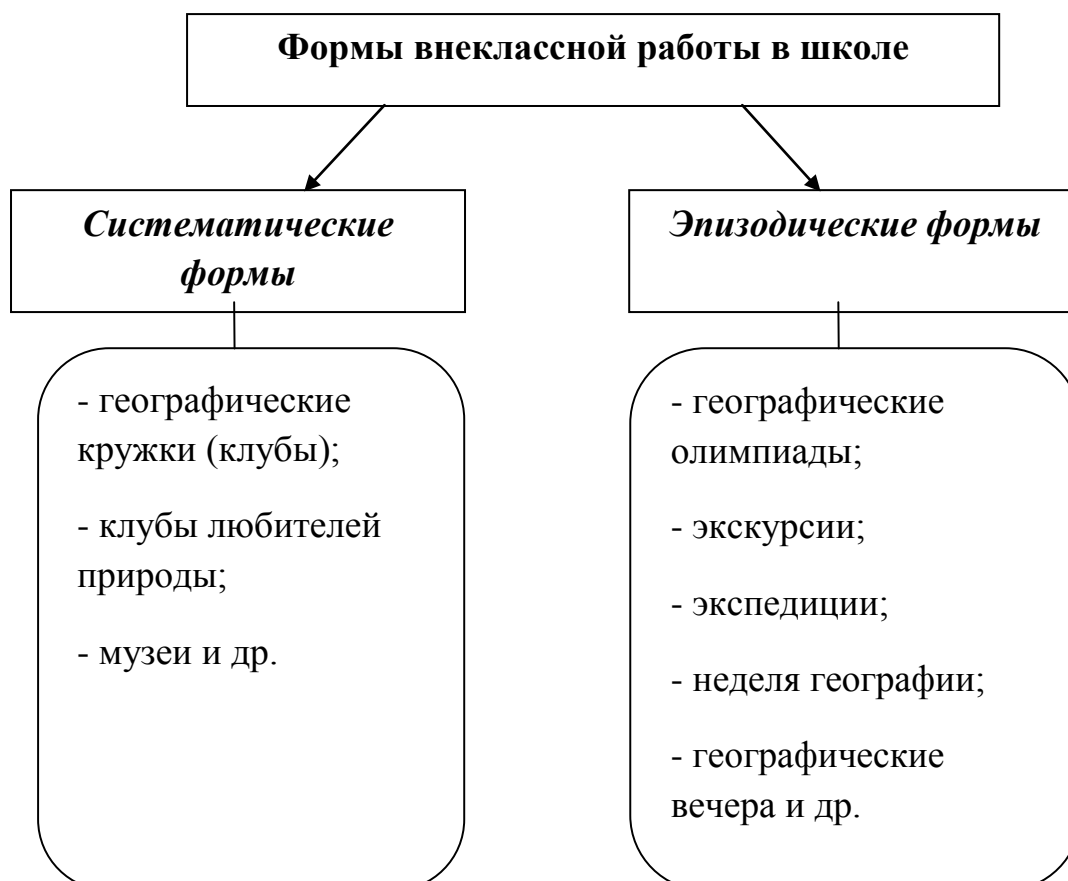 Формы внеклассной работы в школе
Систематические
формы
- географические
кружки (клубы);
- клубы любителей
природы;
- музеи и др.
Эпизодические формы
- географические
олимпиады;
- экскурсии;
- экспедиции;
- неделя географии;
- географические
вечера и др.